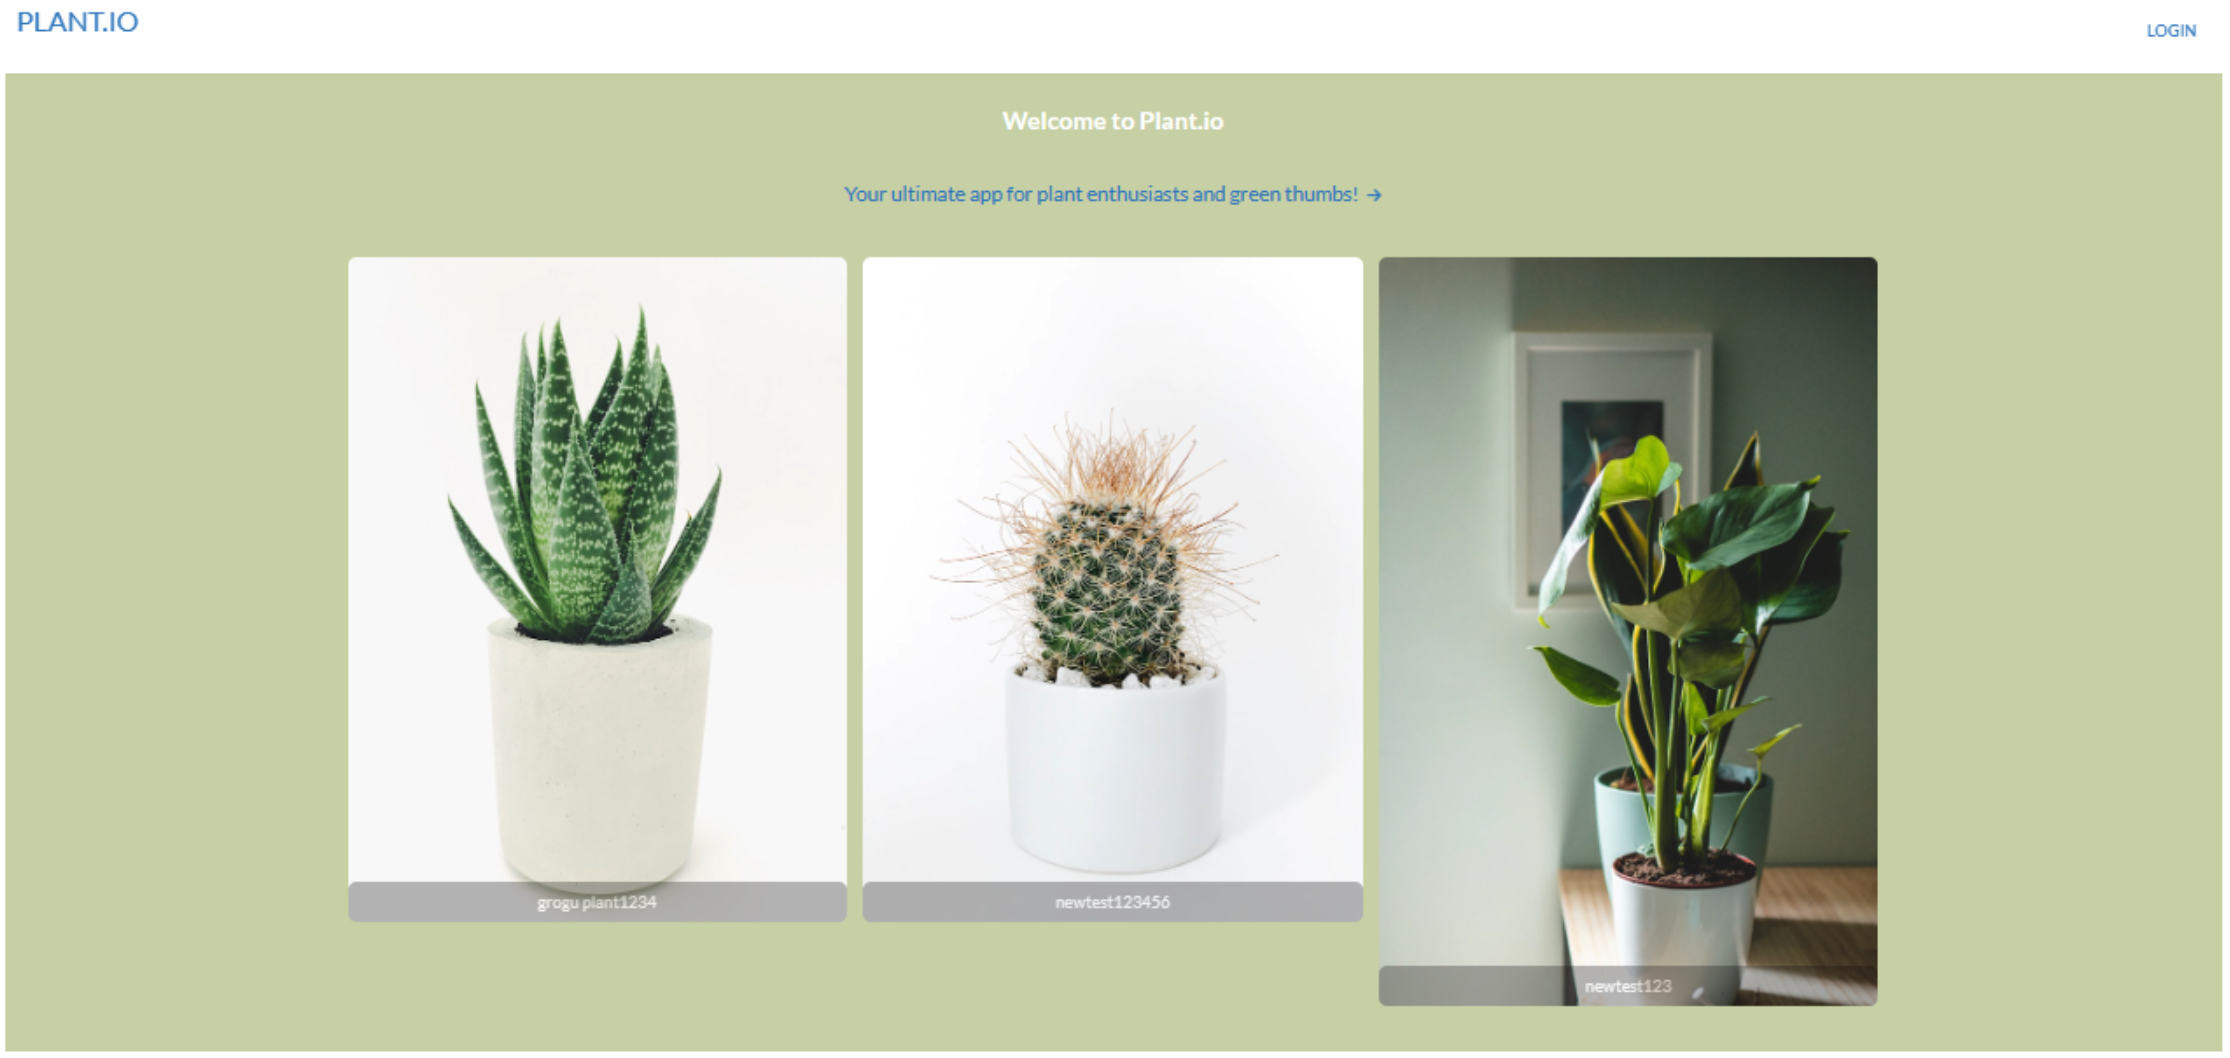 PLANT.IO
LOGIN
Welcome to Plant.io
Your ultimate app for plant enthusiasts and green thumbs! →
grogu plant1234
newtest123456
newtest123